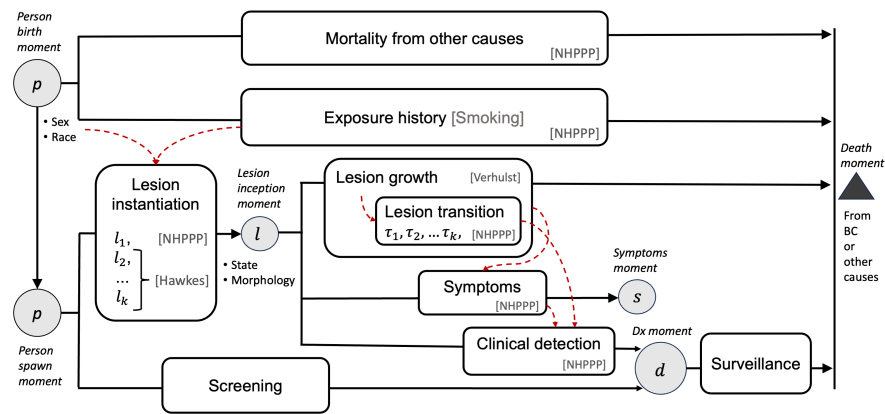 Person
birth
moment
p
Mortality from other causes
[NHPPP]
Exposure history [Smoking]
[NHPPP]
• Sex
• Race
Lesion
instantiation
l₁,
[NHPPP]
l₂,
...
[Hawkes]
lₖ
Lesion
inception
moment
l
• State
• Morphology
Lesion growth
[Verhulst]
Lesion transition
τ₁, τ₂, ... τₖ,
[NHPPP]
Symptoms
[NHPPP]
Symptoms
moment
s
Clinical detection
[NHPPP]
Dx moment
d
Surveillance
Death
moment
From
BC
or
other
causes
p
Person
spawn
moment
Screening